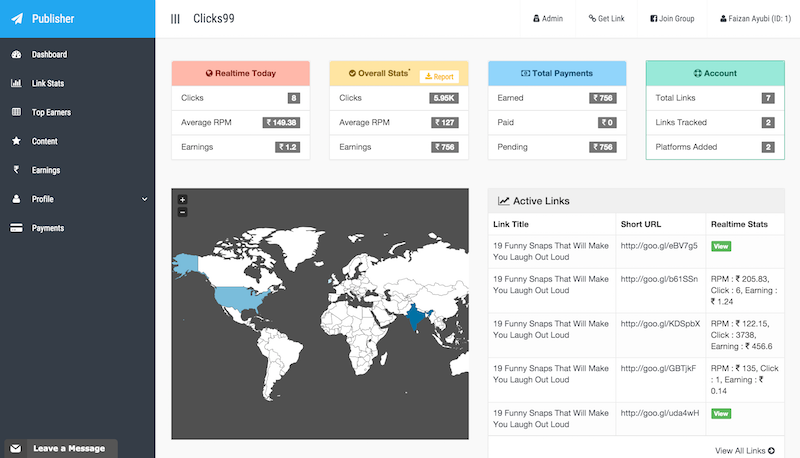 Publisher
Clicks99
Admin
Get Link
Join Group
Faizan Ayubi (ID: 1)
Dashboard
Link Stats
Top Earners
Content
₹ Earnings
Profile
Payments
Leave a Message
Realtime Today
Clicks 8
Average RPM ₹ 149.38
Earnings ₹ 1.2
Overall Stats* Report
Clicks 5.95K
Average RPM ₹ 127
Earnings ₹ 756
Total Payments
Earned ₹ 756
Paid ₹ 0
Pending ₹ 756
Account
Total Links 7
Links Tracked 2
Platforms Added 2
+
−
Active Links
Link Title Short URL Realtime Stats
19 Funny Snaps That Will Make
You Laugh Out Loud
http://goo.gl/eBV7g5
View
19 Funny Snaps That Will Make
You Laugh Out Loud
http://goo.gl/b61SSn
RPM : ₹ 205.83,
Click : 6, Earning :
₹ 1.24
19 Funny Snaps That Will Make
You Laugh Out Loud
http://goo.gl/KDSpbX
RPM : ₹ 122.15,
Click : 3738,
Earning : ₹ 456.6
19 Funny Snaps That Will Make
You Laugh Out Loud
http://goo.gl/GBTjkF
RPM : ₹ 135, Click
: 1, Earning : ₹
0.14
19 Funny Snaps That Will Make
You Laugh Out Loud
http://goo.gl/uda4wH
View
View All Links